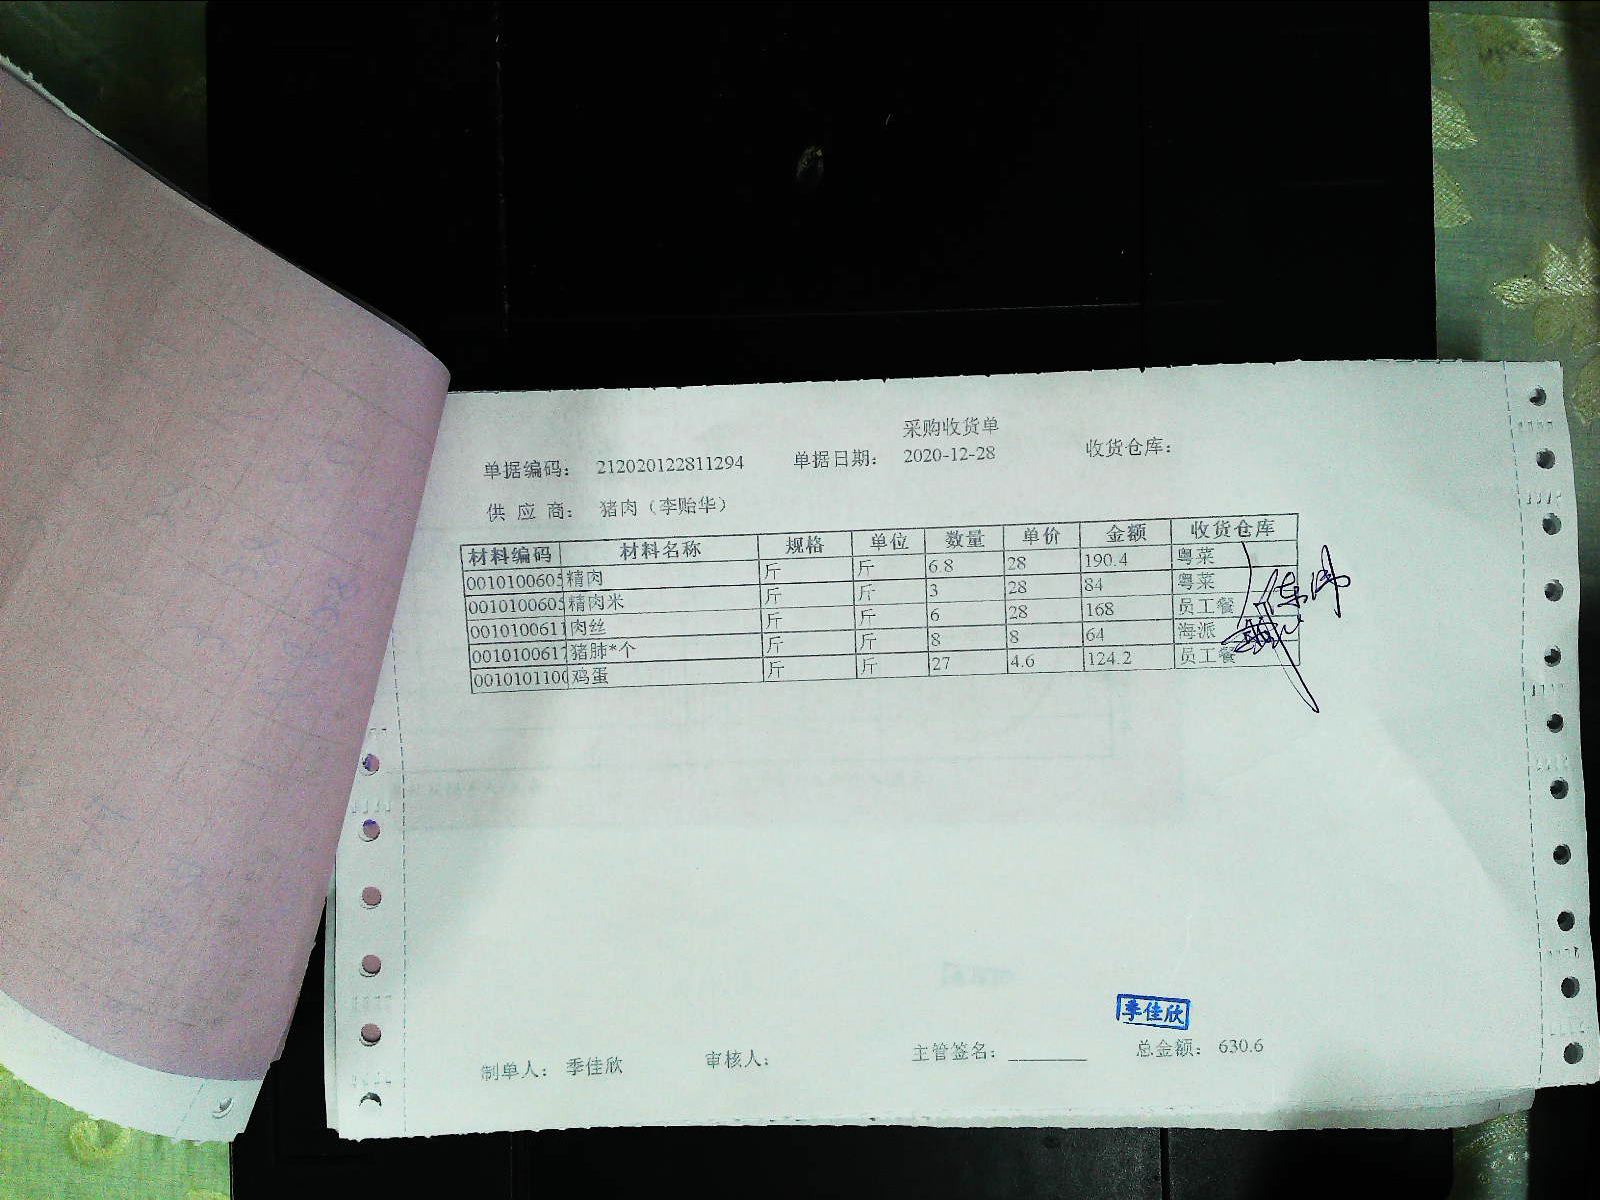 采购收货单
单据编码: 212020122811294 单据日期: 2020-12-28 收货仓库:
供 应 商: 猪肉（李贻华）
材料编码 材料名称 规格 单位 数量 单价 金额 收货仓库
0010100605 精肉 斤 斤 6.8 28 190.4 粤菜
0010100605 精肉米 斤 斤 3 28 84 粤菜
0010100611 肉丝 斤 斤 6 28 168 员工餐
0010100617 猪肺*个 斤 斤 8 8 64 海派
0010101100 鸡蛋 斤 斤 27 4.6 124.2 员工餐
季佳欣
制单人: 季佳欣 审核人: 主管签名: 总金额: 630.6